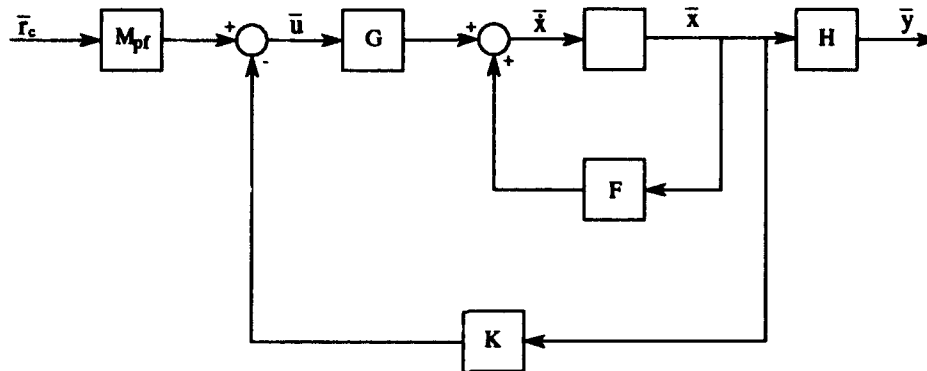 r̅c
Mpf
+
-
u̅
G
+
+
ẋ̅
x̅
H
y̅
F
K